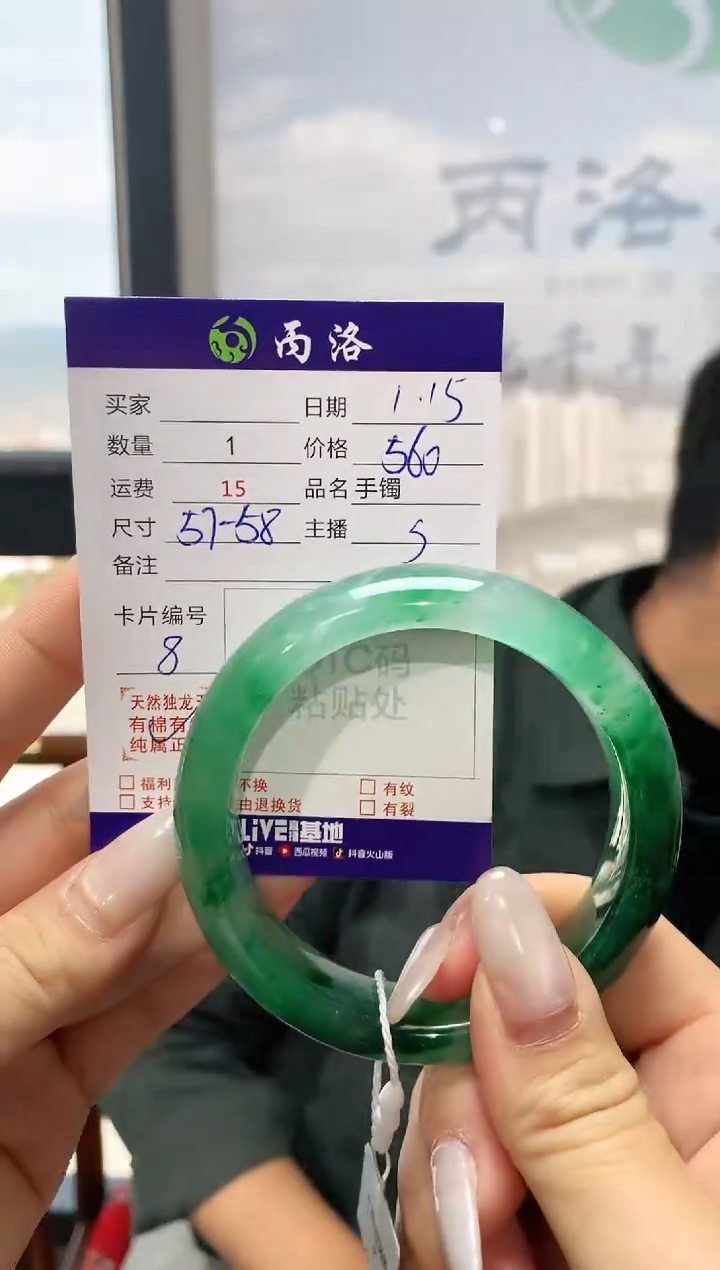 丙洛
丙洛
买家 日期 1.15
数量 1 价格 560
运费 15 品名 手镯
尺寸 57-58 主播 S
备注
卡片编号
8
IC码
粘贴处
天然独龙
有棉有
纯属正
福利 不换 有纹
支持 由退换货 有裂
LiVE 基地
抖音 西瓜视频 抖音火山版